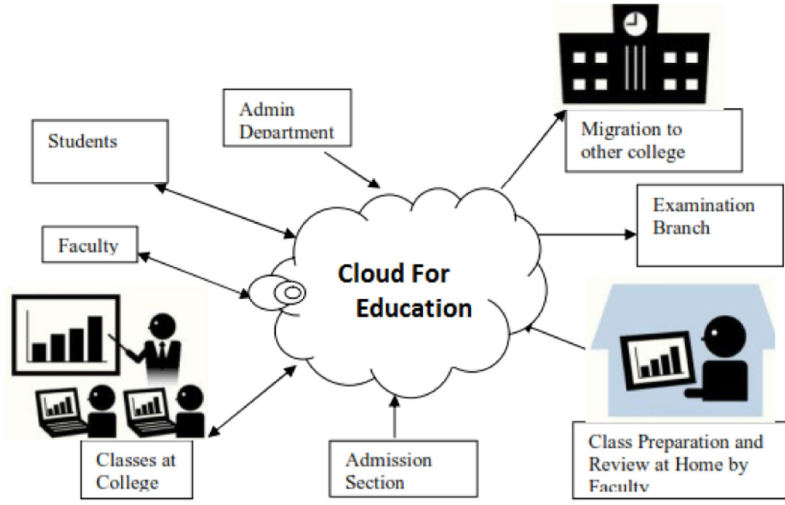 Admin
Department
Students
Migration to
other college
Examination
Branch
Faculty
Cloud For
Education
Classes at
College
Admission
Section
Class Preparation and
Review at Home by
Faculty